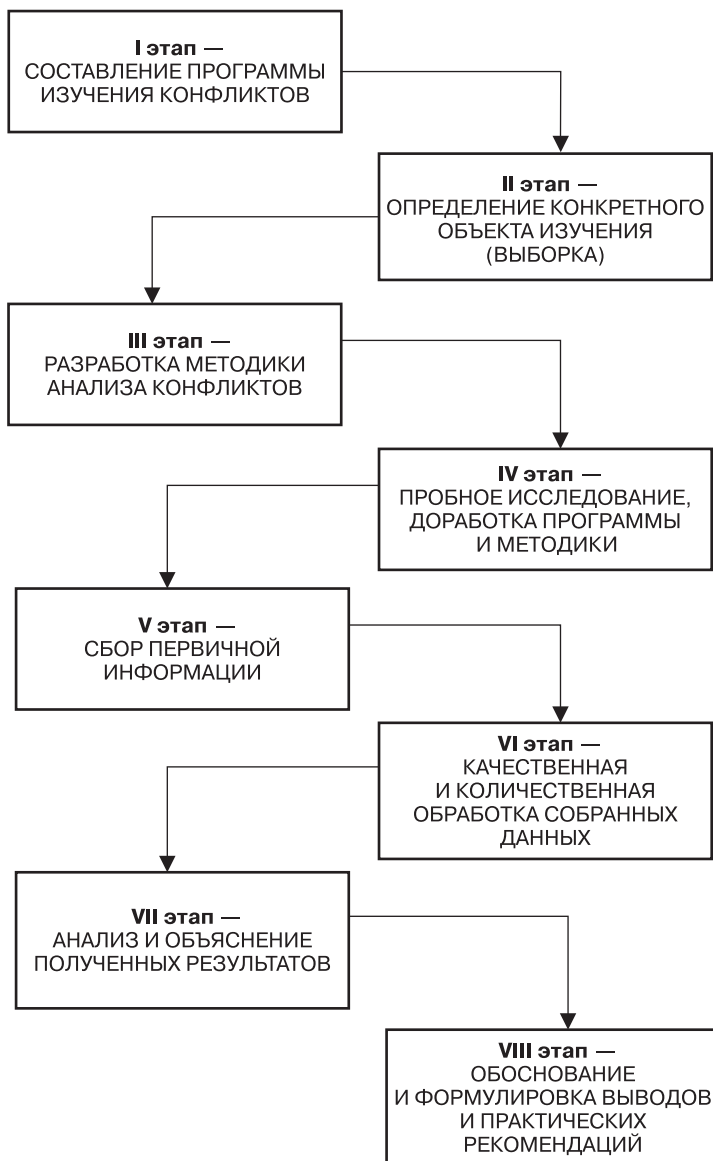 I этап —
СОСТАВЛЕНИЕ ПРОГРАММЫ
ИЗУЧЕНИЯ КОНФЛИКТОВ
II этап —
ОПРЕДЕЛЕНИЕ КОНКРЕТНОГО
ОБЪЕКТА ИЗУЧЕНИЯ
(ВЫБОРКА)
III этап —
РАЗРАБОТКА МЕТОДИКИ
АНАЛИЗА КОНФЛИКТОВ
IV этап —
ПРОБНОЕ ИССЛЕДОВАНИЕ,
ДОРАБОТКА ПРОГРАММЫ
И МЕТОДИКИ
V этап —
СБОР ПЕРВИЧНОЙ
ИНФОРМАЦИИ
VI этап —
КАЧЕСТВЕННАЯ
И КОЛИЧЕСТВЕННАЯ
ОБРАБОТКА СОБРАННЫХ
ДАННЫХ
VII этап —
АНАЛИЗ И ОБЪЯСНЕНИЕ
ПОЛУЧЕННЫХ РЕЗУЛЬТАТОВ
VIII этап —
ОБОСНОВАНИЕ
И ФОРМУЛИРОВКА ВЫВОДОВ
И ПРАКТИЧЕСКИХ
РЕКОМЕНДАЦИЙ